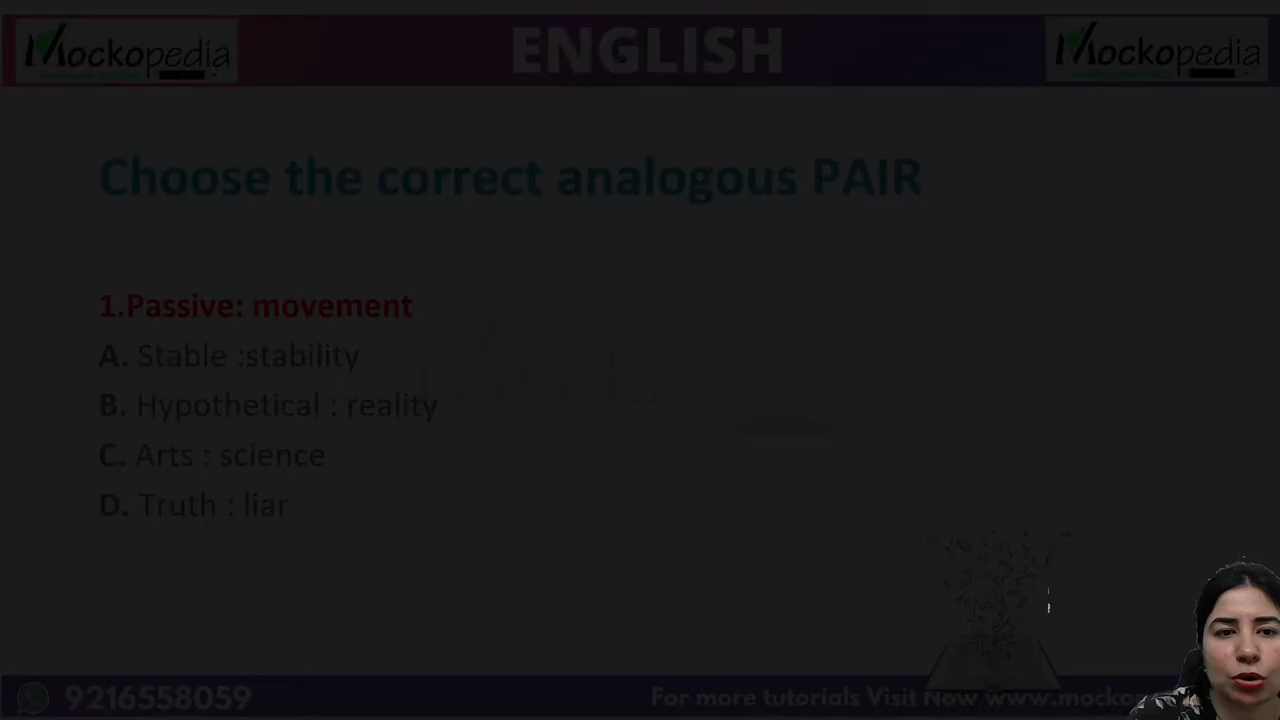 Mockopedia ENGLISH Mockopedia
Choose the correct analogous PAIR
1.Passive: movement
A. Stable :stability
B. Hypothetical : reality
C. Arts : science
D. Truth : liar
9216558059 For more tutorials Visit Now www.mocko